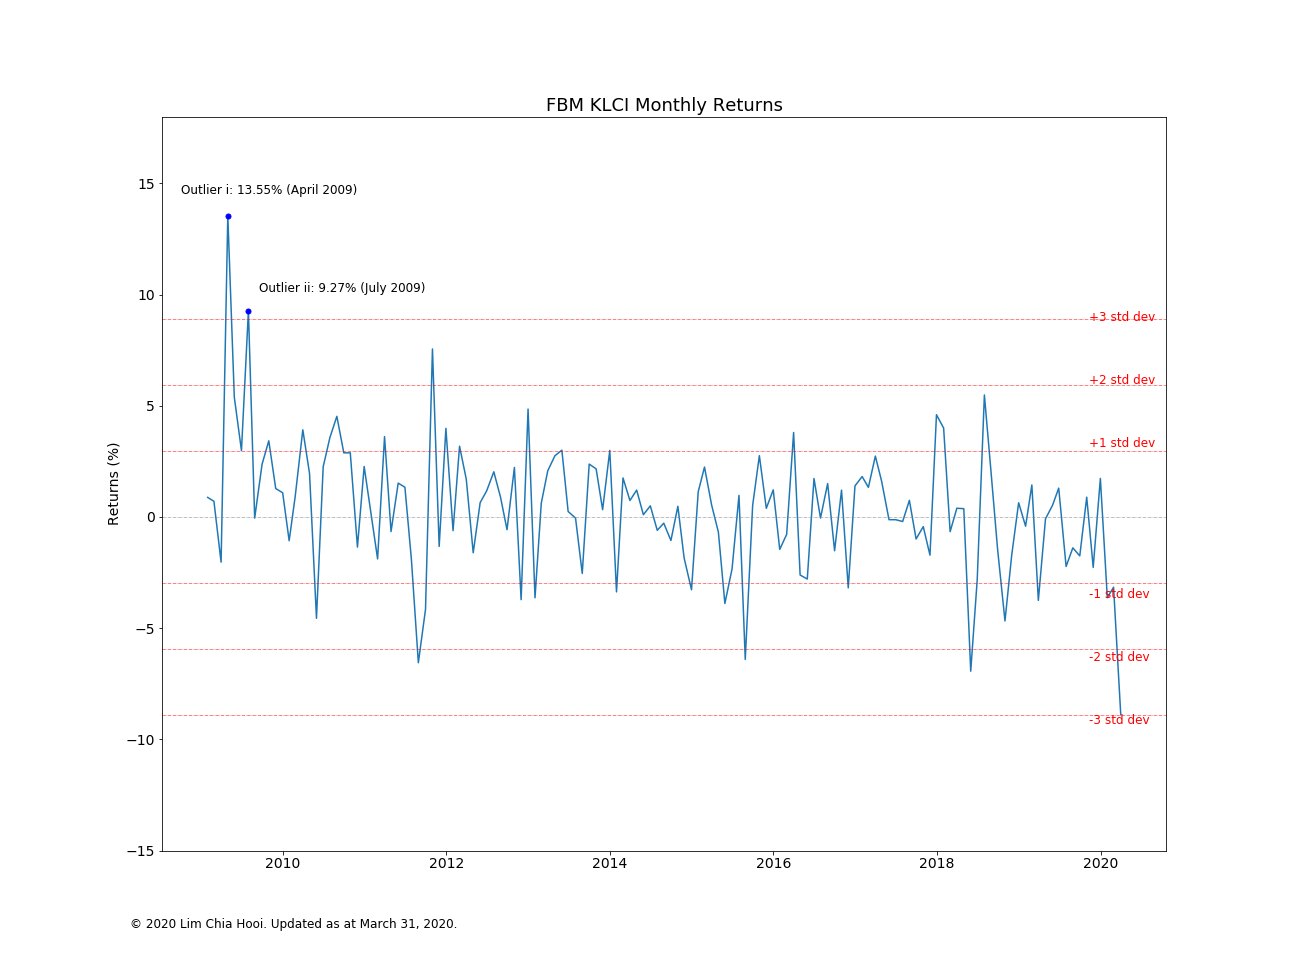 FBM KLCI Monthly Returns
15
Outlier i: 13.55% (April 2009)
Outlier ii: 9.27% (July 2009)
10
+3 std dev
+2 std dev
5
+1 std dev
Returns (%)
0
-1 std dev
−5
-2 std dev
-3 std dev
−10
−15
2010 2012 2014 2016 2018 2020
© 2020 Lim Chia Hooi. Updated as at March 31, 2020.